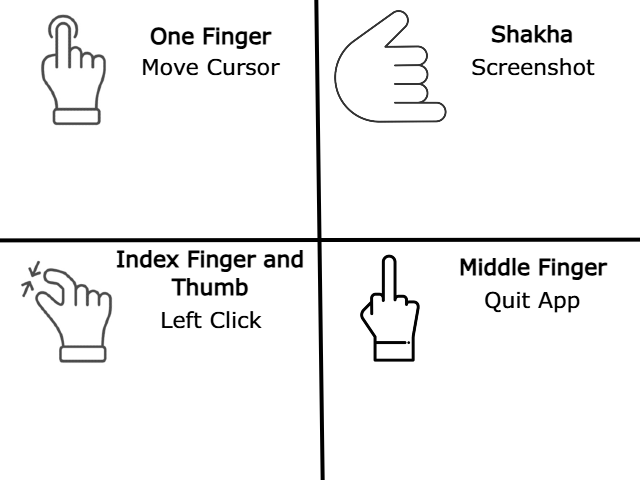 One Finger
Move Cursor
Shakha
Screenshot
Index Finger and
Thumb
Left Click
Middle Finger
Quit App